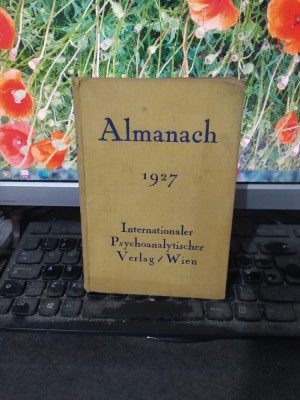 Almanach
1927
Internationaler
Psychoanalytischer
Verlag / Wien